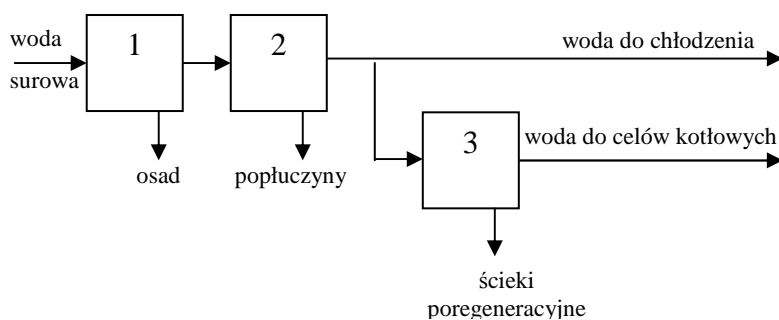 woda
surowa
1
2
woda do chłodzenia
osad
popłuczyny
3
woda do celów kotłowych
ścieki
poregeneracyjne